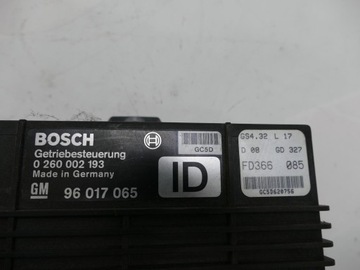 BOSCH
Getriebesteuerung
0 260 002 193
Made in Germany
GM 96 017 065
GC5D
ID
GS4.32 L 17
D 08 GD 327
FD366 085
GC5D620756